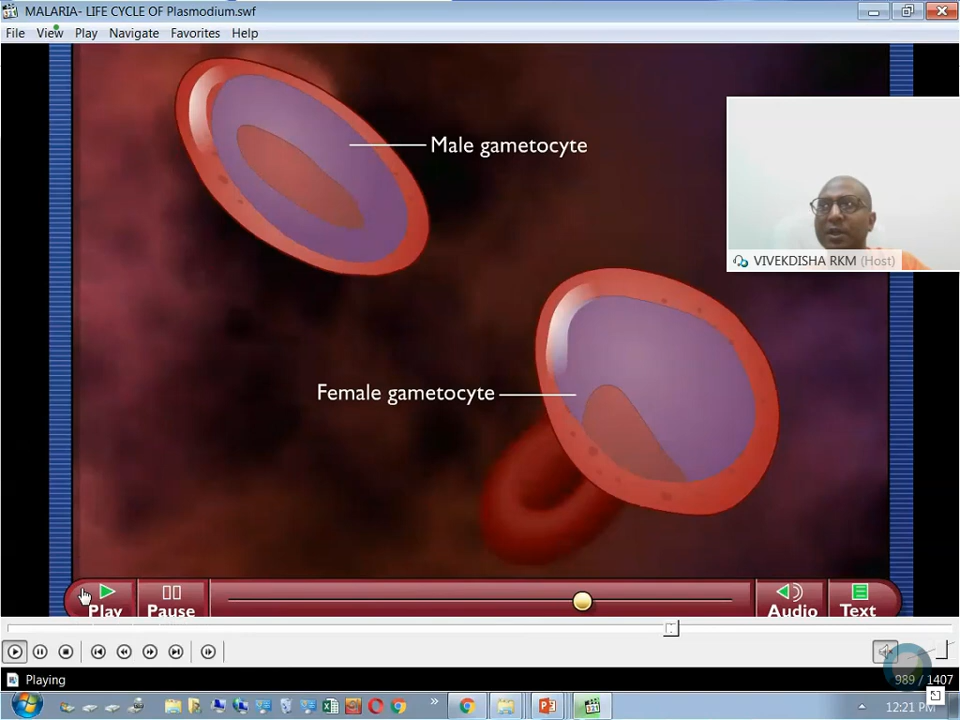 MALARIA- LIFE CYCLE OF Plasmodium.swf
File View Play Navigate Favorites Help
Male gametocyte
VIVEKDISHA RKM (Host)
Female gametocyte
Play Pause Audio Text
Playing 989 / 1407
12:21 PM